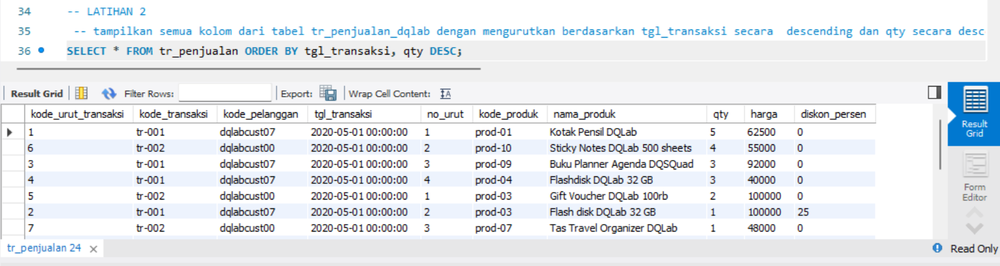 34 -- LATIHAN 2
35 -- tampilkan semua kolom dari tabel tr_penjualan_dqlab dengan mengurutkan berdasarkan tgl_transaksi secara descending dan qty secara desc
36 SELECT * FROM tr_penjualan ORDER BY tgl_transaksi, qty DESC;
Result Grid Filter Rows: Export: Wrap Cell Content: IA
kode_urut_transaksi kode_transaksi kode_pelanggan tgl_transaksi no_urut kode_produk nama_produk qty harga diskon_persen
1 tr-001 dqlabcust07 2020-05-01 00:00:00 1 prod-01 Kotak Pensil DQLab 5 62500 0
6 tr-002 dqlabcust00 2020-05-01 00:00:00 2 prod-10 Sticky Notes DQLab 500 sheets 4 55000 0
3 tr-001 dqlabcust07 2020-05-01 00:00:00 3 prod-09 Buku Planner Agenda DQSQuad 3 92000 0
4 tr-001 dqlabcust07 2020-05-01 00:00:00 4 prod-04 Flashdisk DQLab 32 GB 3 40000 0
5 tr-002 dqlabcust00 2020-05-01 00:00:00 1 prod-03 Gift Voucher DQLab 100rb 2 100000 0
2 tr-001 dqlabcust07 2020-05-01 00:00:00 2 prod-03 Flash disk DQLab 32 GB 1 100000 25
7 tr-002 dqlabcust00 2020-05-01 00:00:00 3 prod-07 Tas Travel Organizer DQLab 1 48000 0
Result
Grid
Form
Editor
tr_penjualan 24
Read Only